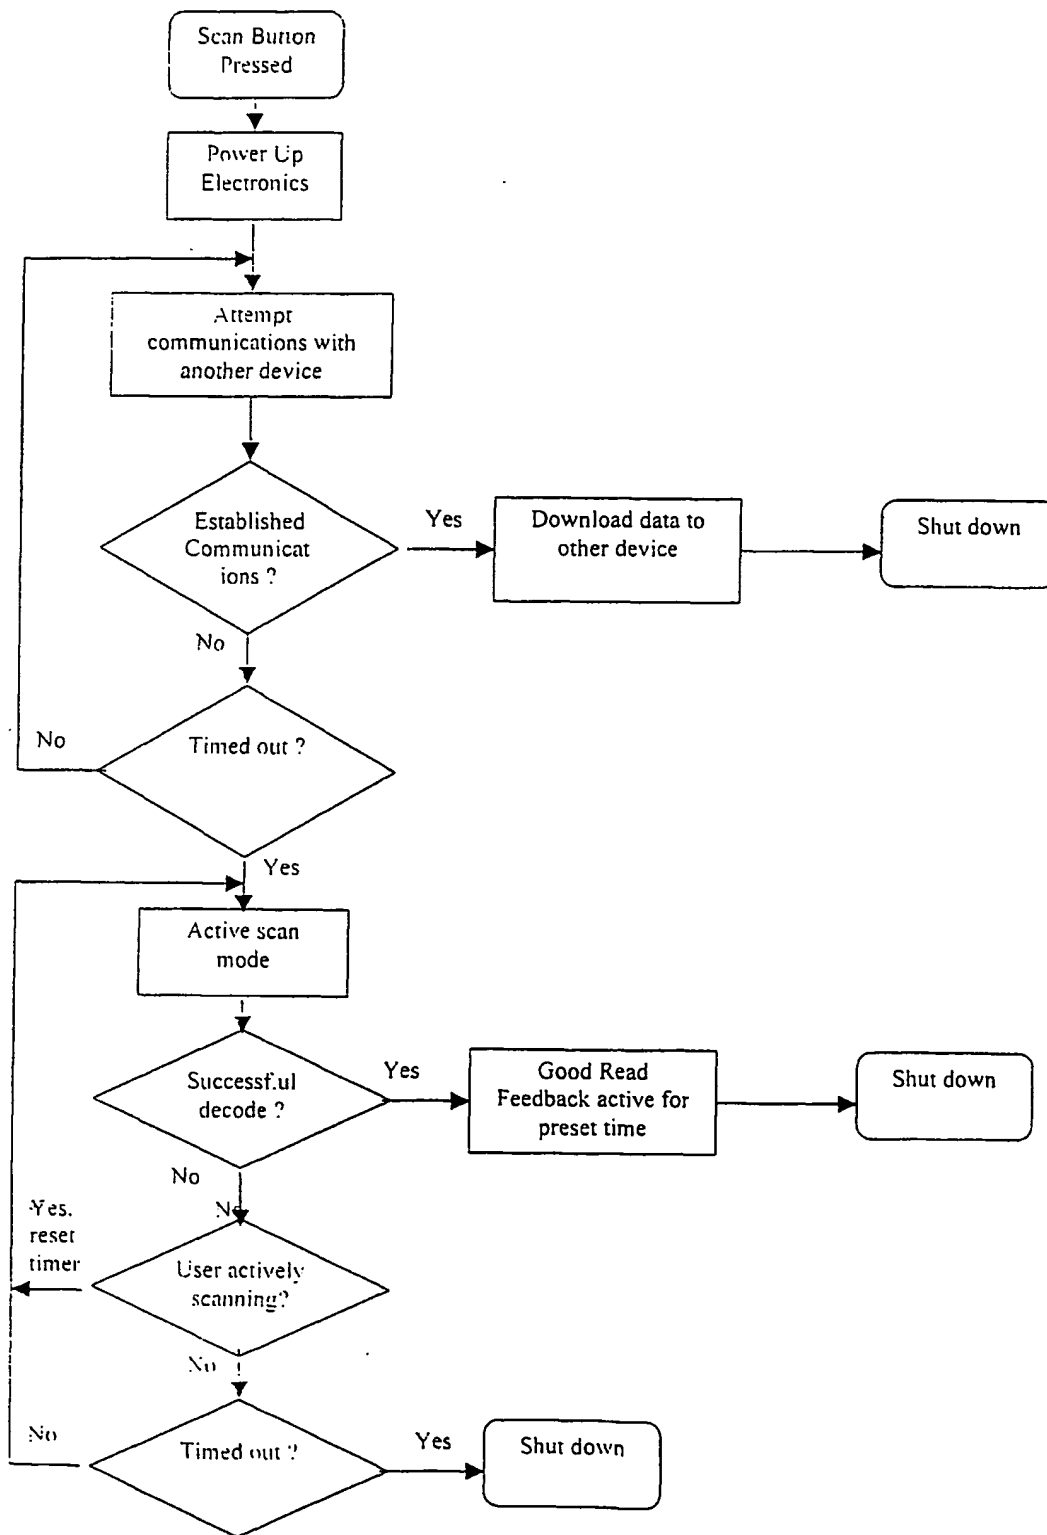 Scan Button
Pressed
Power Up
Electronics
Attempt
communications with
another device
Established
Communicat
ions ?
Yes
Download data to
other device
Shut down
No
Timed out ?
No
Yes
Active scan
mode
Successful
decode ?
Yes
Good Read
Feedback active for
preset time
Shut down
No
No
Yes,
reset
timer
User actively
scanning?
No
Timed out ?
No
Yes
Shut down